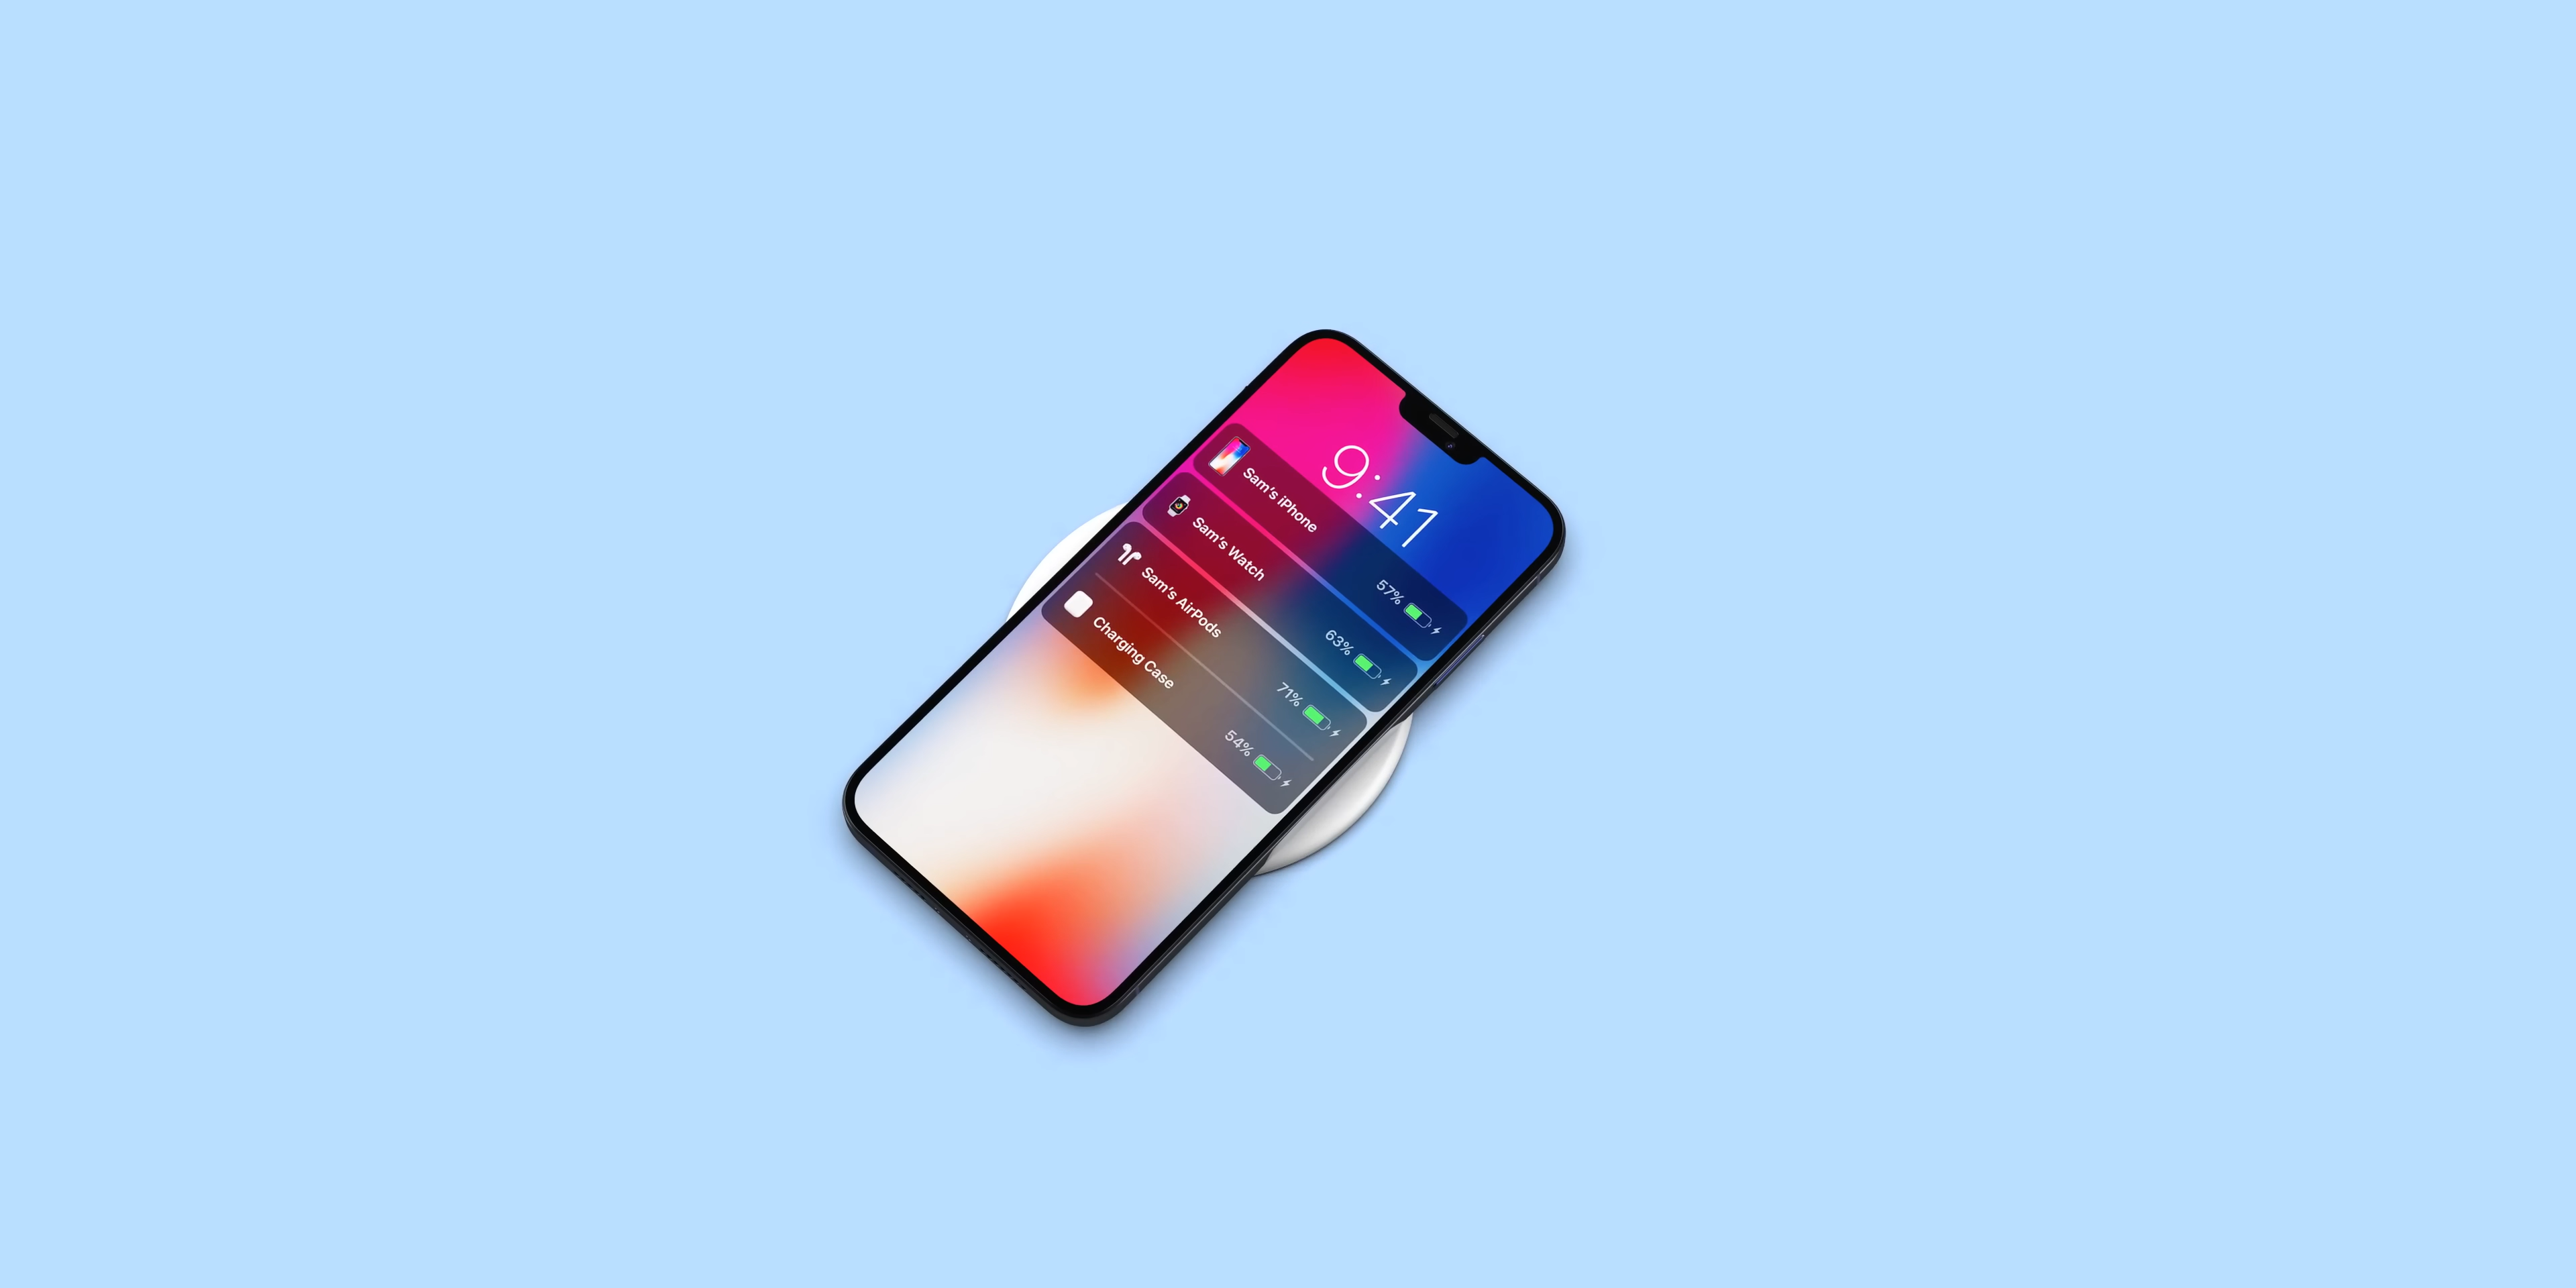 9:41
Sam's iPhone 57%
Sam's Watch 63%
Sam's AirPods 71%
Charging Case 54%